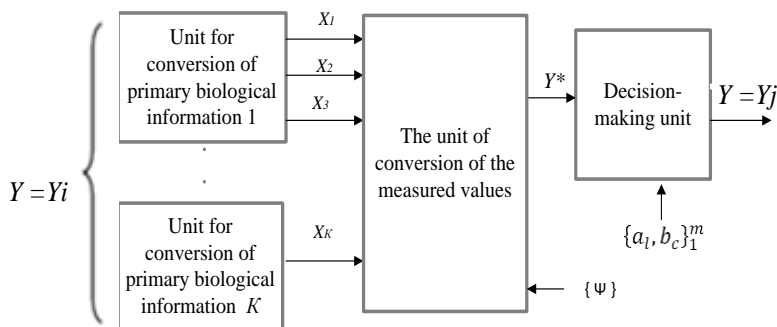 Y = Yi
Unit for
conversion of
primary biological
information 1
X1
X2
X3
Unit for
conversion of
primary biological
information K
XK
The unit of
conversion of the
measured values
{Ψ}
Y*
Decision-
making unit
{a_l, b_c}_1^m
Y = Yj